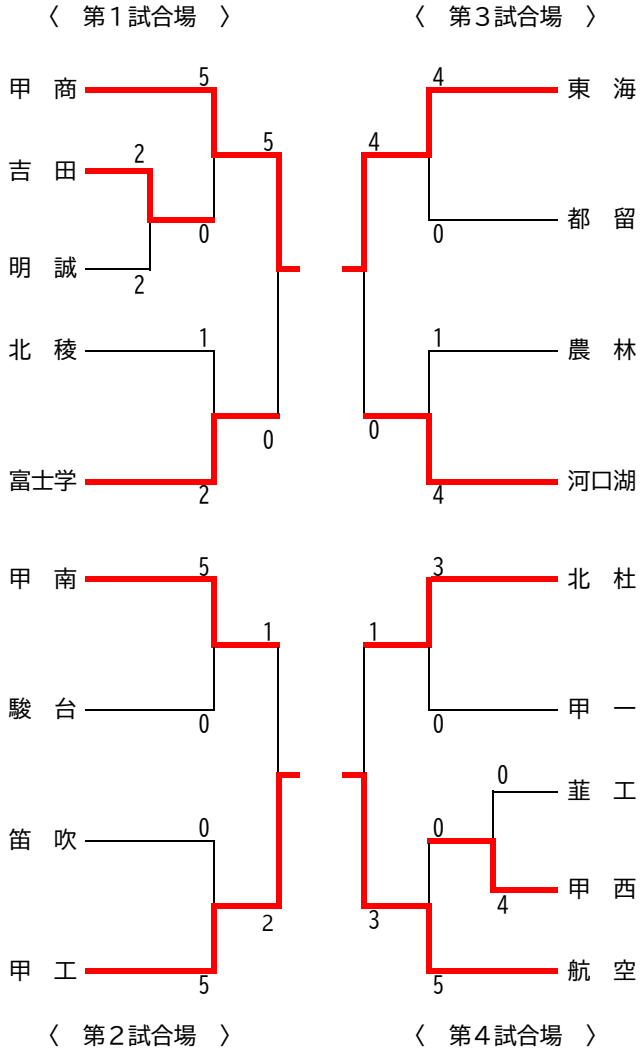 〈　第１試合場　〉
〈　第３試合場　〉
甲　商
5
5
吉　田
2
0
明　誠
2
北　稜
1
0
富士学
2
4
東　海
4
都　留
0
農　林
1
0
河口湖
4
甲　南
5
1
駿　台
0
笛　吹
0
2
甲　工
5
3
北　杜
1
甲　一
0
0
韮　工
0
甲　西
4
3
航　空
5
〈　第２試合場　〉
〈　第４試合場　〉